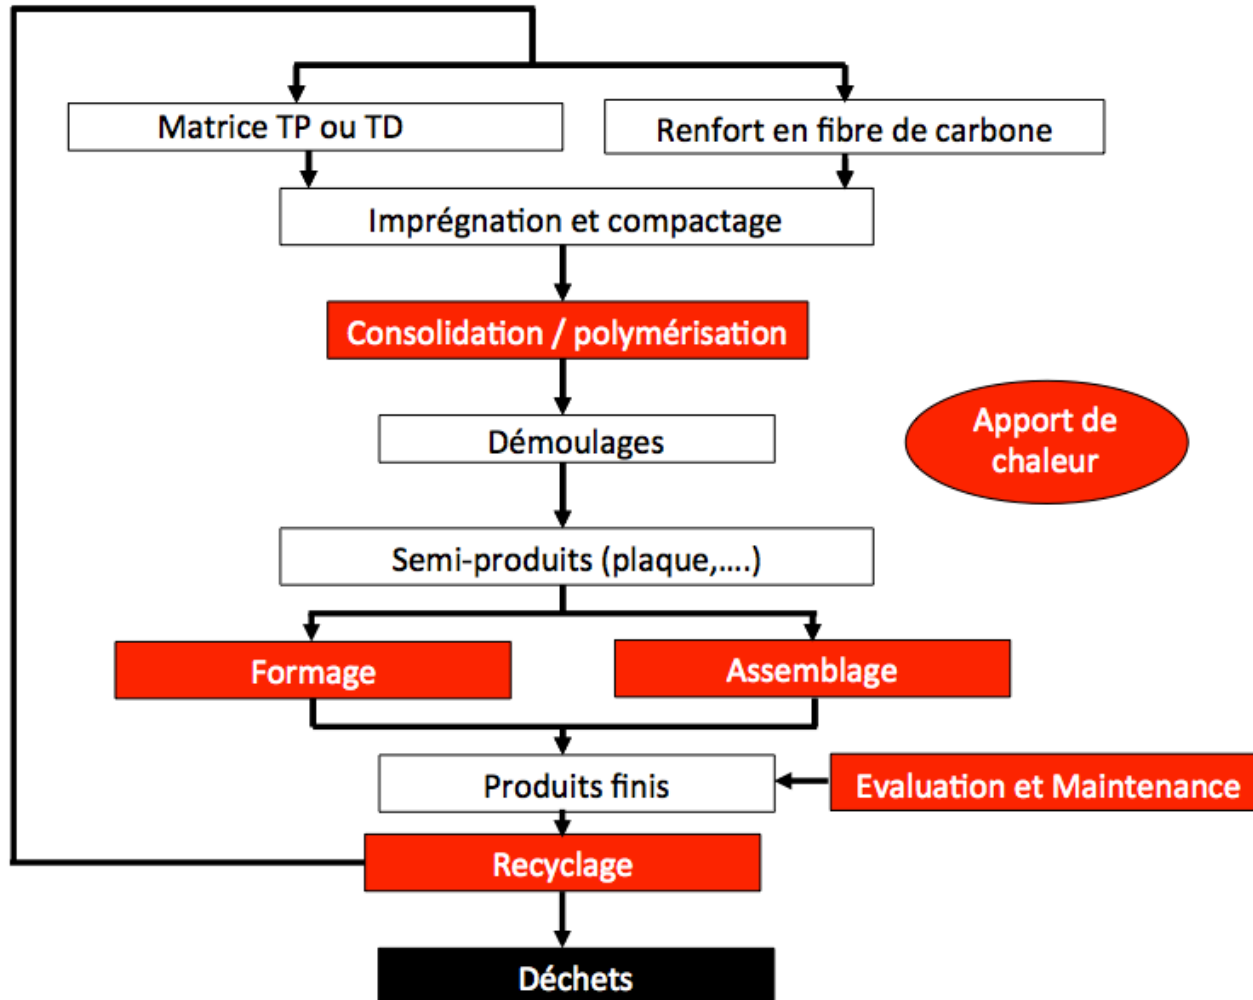 Matrice TP ou TD
Renfort en fibre de carbone
Imprégnation et compactage
Consolidation / polymérisation
Démoulages
Apport de
chaleur
Semi-produits (plaque,....)
Formage
Assemblage
Produits finis
Evaluation et Maintenance
Recyclage
Déchets